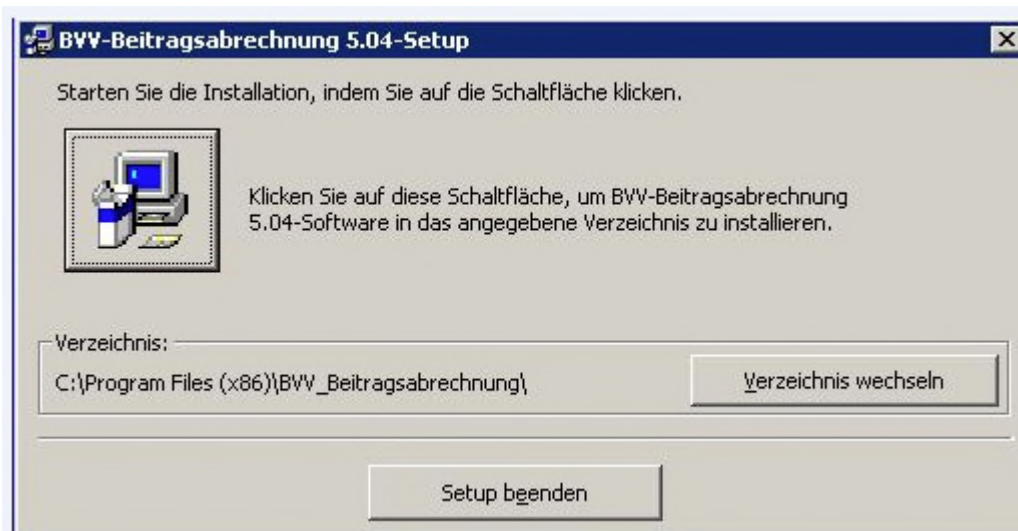 BVV-Beitragsabrechnung 5.04-Setup
Starten Sie die Installation, indem Sie auf die Schaltfläche klicken.
Klicken Sie auf diese Schaltfläche, um BVV-Beitragsabrechnung
5.04-Software in das angegebene Verzeichnis zu installieren.
Verzeichnis:
C:\Program Files (x86)\BVV_Beitragsabrechnung\
Verzeichnis wechseln
Setup beenden